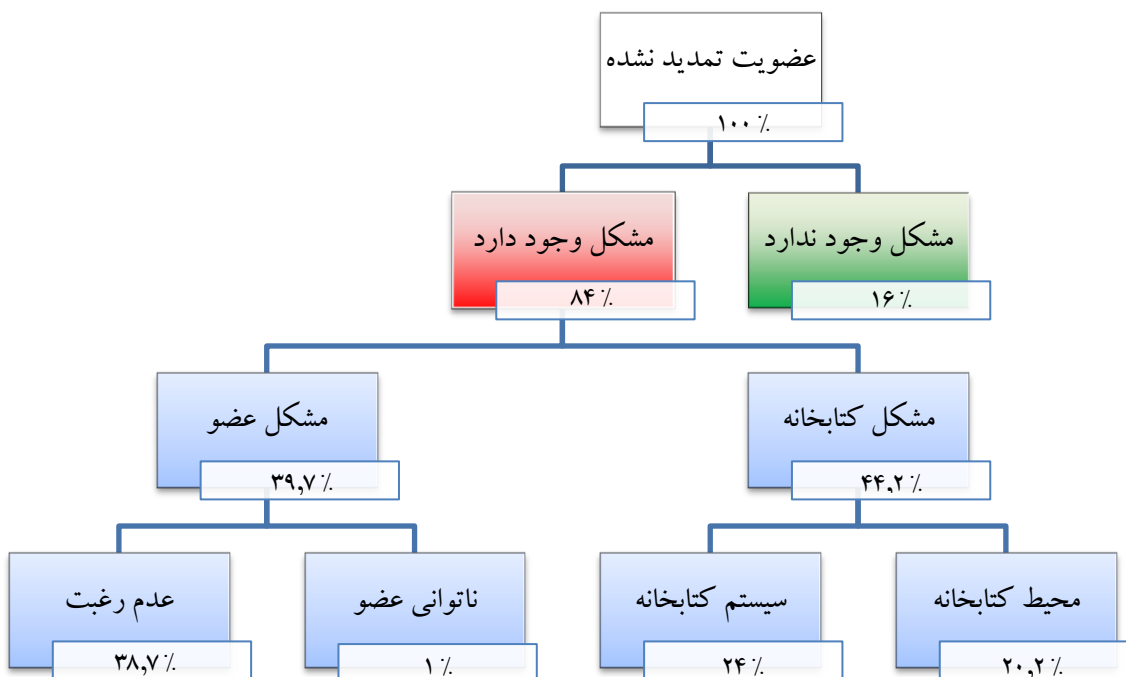 عضویت تمدید نشده
۱۰۰٪
مشکل وجود ندارد
۱۶٪
مشکل وجود دارد
۸۴٪
مشکل کتابخانه
۴۴٫۲٪
مشکل عضو
۳۹٫۷٪
محیط کتابخانه
۲۰٫۲٪
سیستم کتابخانه
۲۴٪
ناتوانی عضو
۱٪
عدم رغبت
۳۸٫۷٪